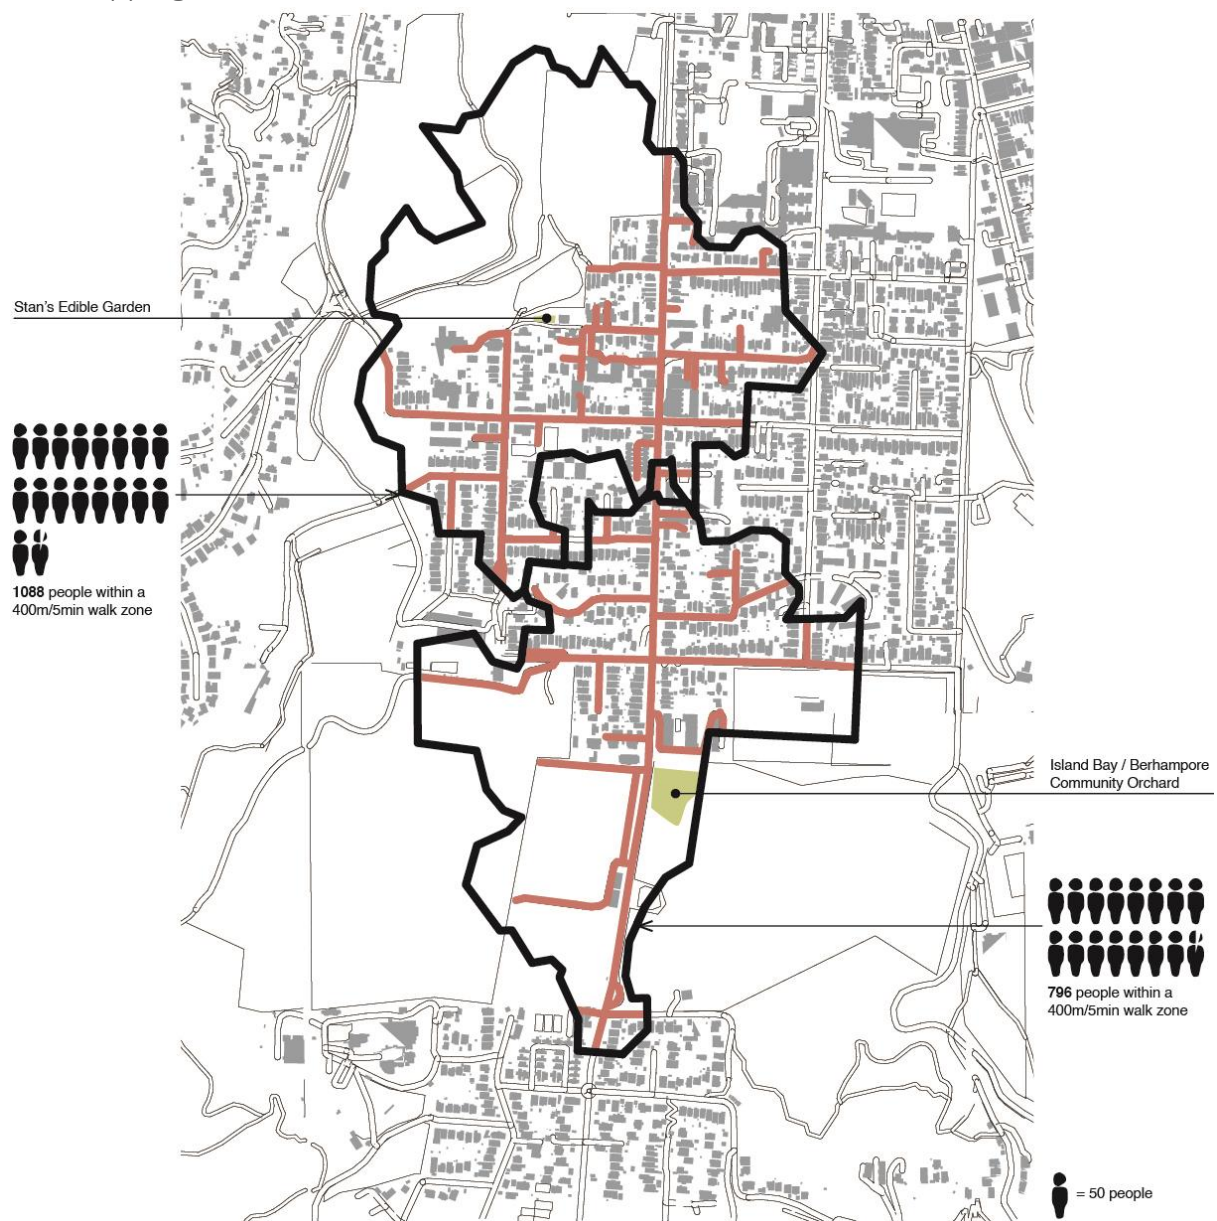 Stan's Edible Garden
1088 people within a
400m/5min walk zone
Island Bay / Berhampore
Community Orchard
796 people within a
400m/5min walk zone
= 50 people